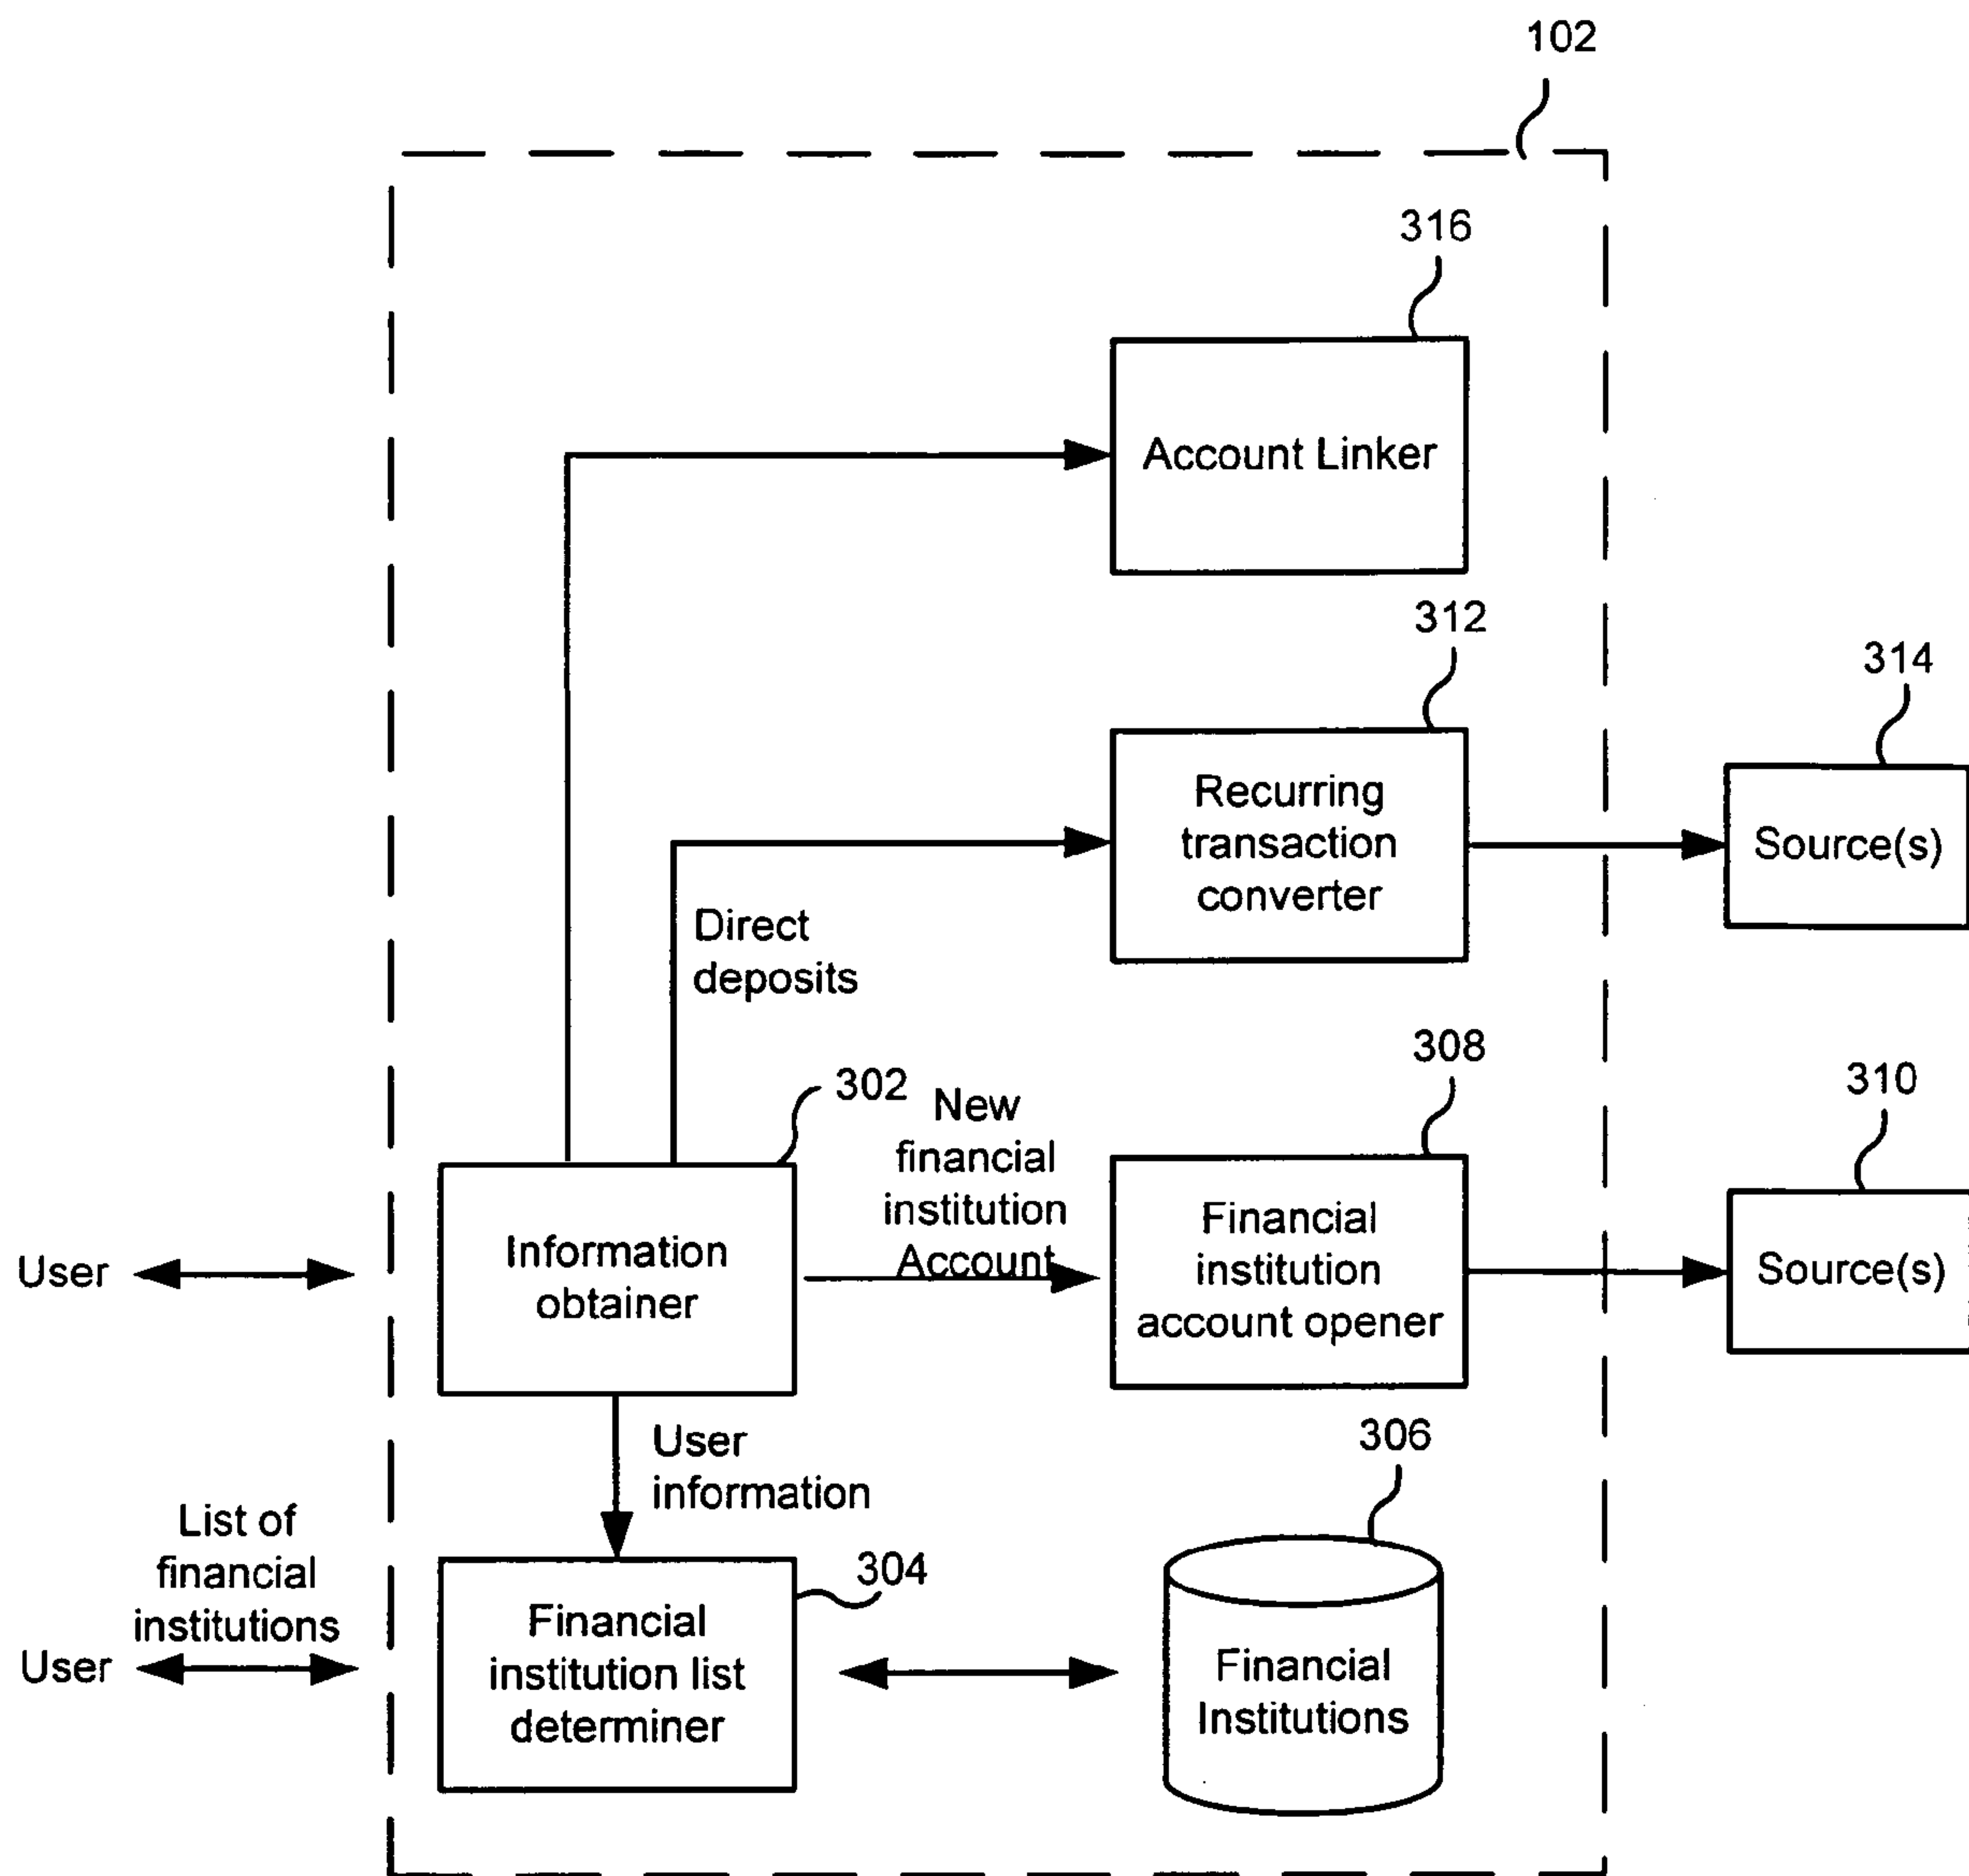 102
316
Account Linker
312
314
Recurring
transaction
converter
Source(s)
Direct
deposits
308
310
302
New
financial
institution
Account
Financial
institution
account opener
Source(s)
User
Information
obtainer
306
User
information
List of
financial
institutions
User
304
Financial
institution list
determiner
Financial
Institutions